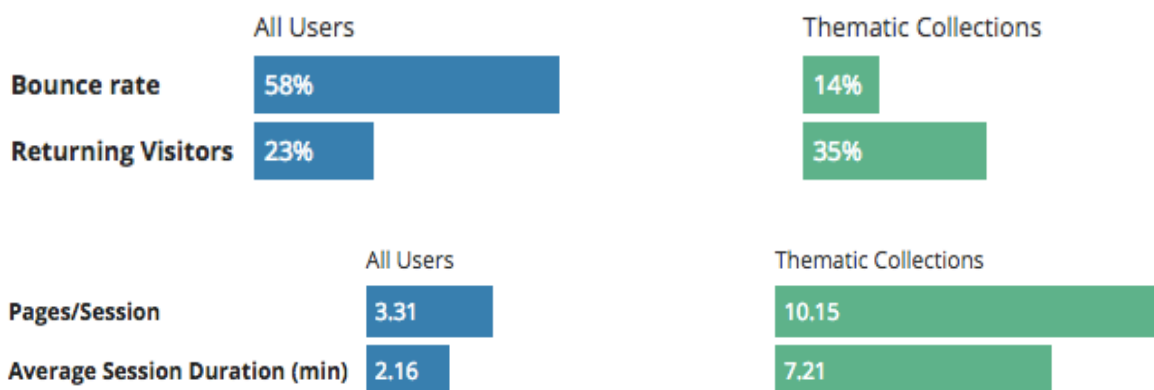 All Users Thematic Collections
Bounce rate 58% 14%
Returning Visitors 23% 35%
All Users Thematic Collections
Pages/Session 3.31 10.15
Average Session Duration (min) 2.16 7.21